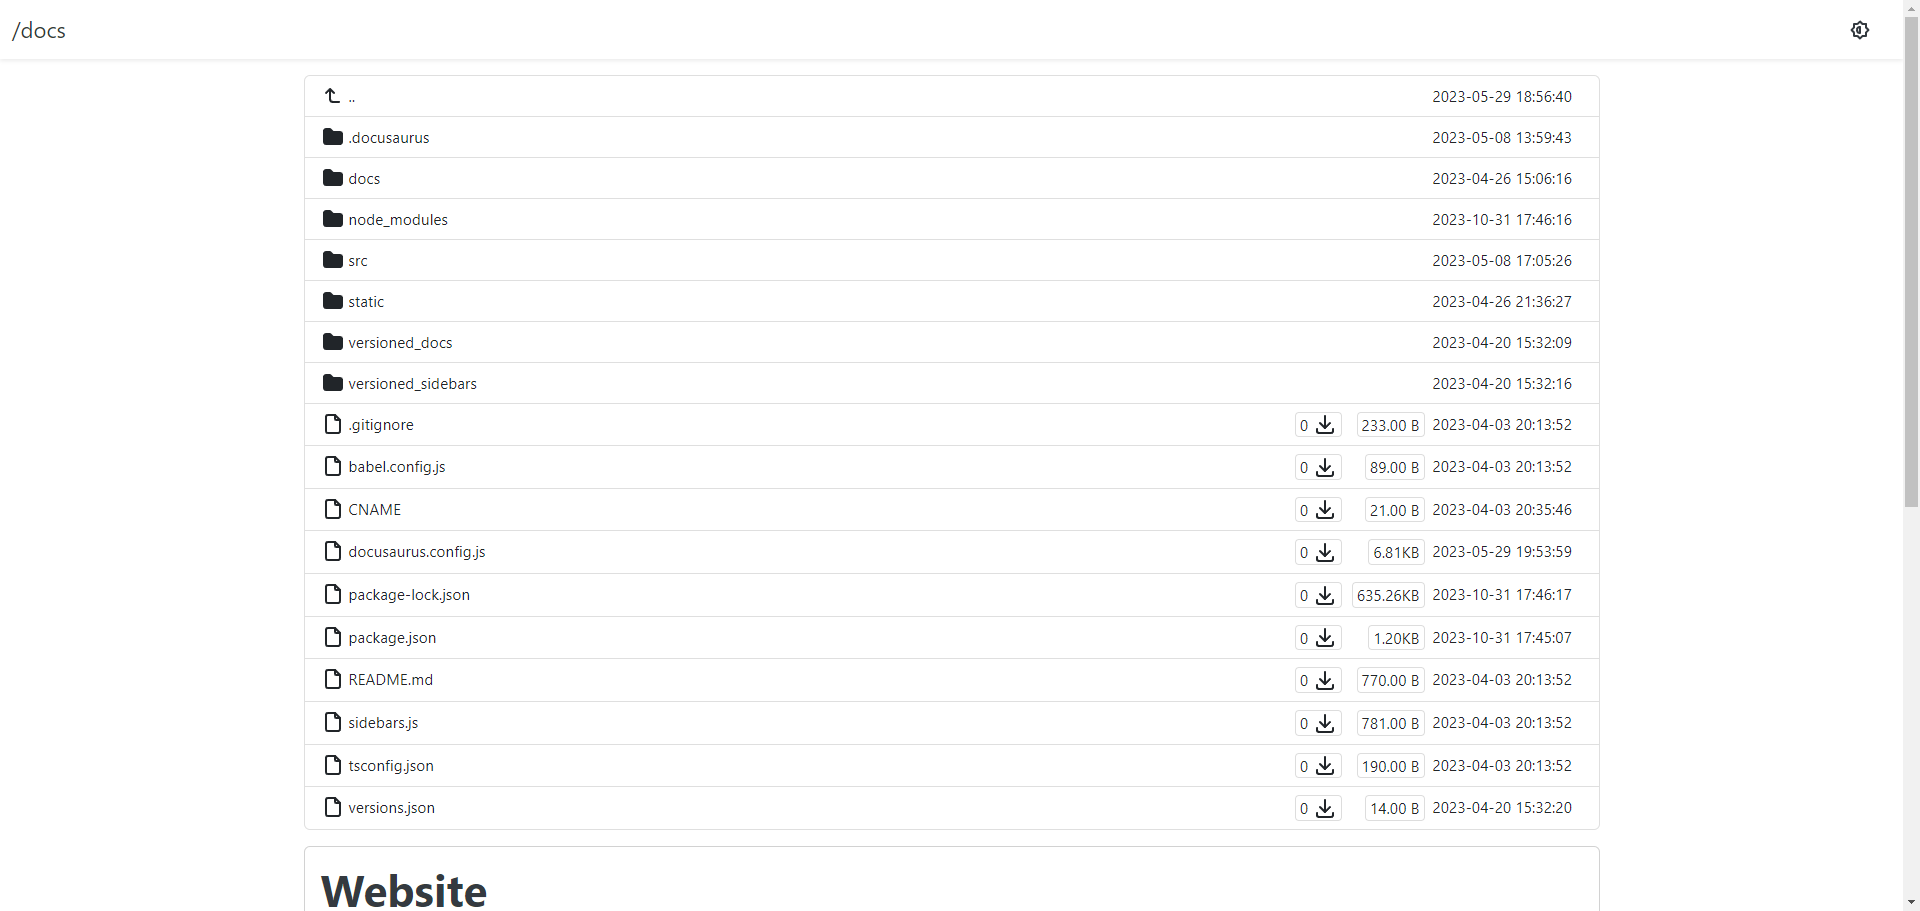 /docs
.. 2023-05-29 18:56:40
.docusaurus 2023-05-08 13:59:43
docs 2023-04-26 15:06:16
node_modules 2023-10-31 17:46:16
src 2023-05-08 17:05:26
static 2023-04-26 21:36:27
versioned_docs 2023-04-20 15:32:09
versioned_sidebars 2023-04-20 15:32:16
.gitignore 0 233.00 B 2023-04-03 20:13:52
babel.config.js 0 89.00 B 2023-04-03 20:13:52
CNAME 0 21.00 B 2023-04-03 20:35:46
docusaurus.config.js 0 6.81KB 2023-05-29 19:53:59
package-lock.json 0 635.26KB 2023-10-31 17:46:17
package.json 0 1.20KB 2023-10-31 17:45:07
README.md 0 770.00 B 2023-04-03 20:13:52
sidebars.js 0 781.00 B 2023-04-03 20:13:52
tsconfig.json 0 190.00 B 2023-04-03 20:13:52
versions.json 0 14.00 B 2023-04-20 15:32:20
Website